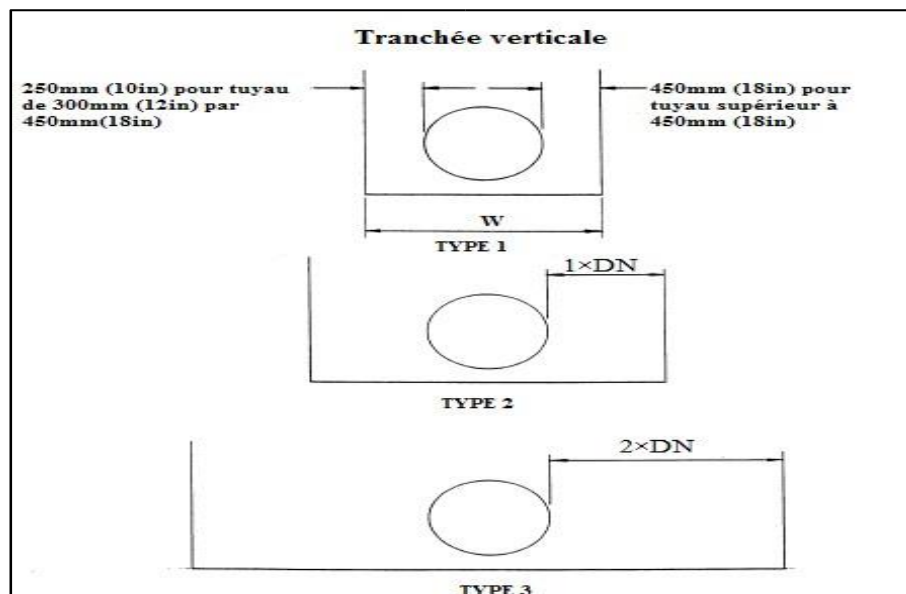 Tranchée verticale
250mm (10in) pour tuyau
de 300mm (12in) par
450mm(18in)
450mm (18in) pour
tuyau supérieur à
450mm (18in)
W
TYPE 1
1×DN
TYPE 2
2×DN
TYPE 3